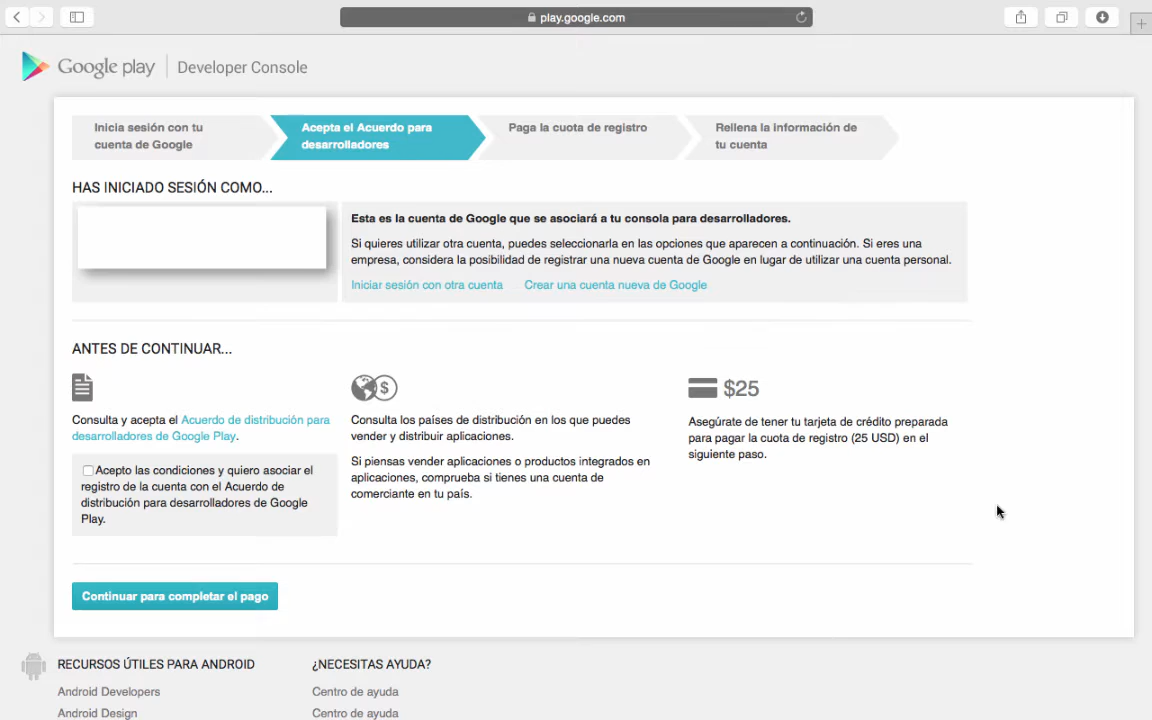 play.google.com
Google play | Developer Console
Inicia sesión con tu
cuenta de Google
Acepta el Acuerdo para
desarrolladores
Paga la cuota de registro
Rellena la información de
tu cuenta
HAS INICIADO SESIÓN COMO...
Esta es la cuenta de Google que se asociará a tu consola para desarrolladores.
Si quieres utilizar otra cuenta, puedes seleccionarla en las opciones que aparecen a continuación. Si eres una
empresa, considera la posibilidad de registrar una nueva cuenta de Google en lugar de utilizar una cuenta personal.
Iniciar sesión con otra cuenta Crear una cuenta nueva de Google
ANTES DE CONTINUAR...
Consulta y acepta el Acuerdo de distribución para
desarrolladores de Google Play.
Acepto las condiciones y quiero asociar el
registro de la cuenta con el Acuerdo de
distribución para desarrolladores de Google
Play.
$
Consulta los países de distribución en los que puedes
vender y distribuir aplicaciones.
Si piensas vender aplicaciones o productos integrados en
aplicaciones, comprueba si tienes una cuenta de
comerciante en tu país.
$25
Asegúrate de tener tu tarjeta de crédito preparada
para pagar la cuota de registro (25 USD) en el
siguiente paso.
Continuar para completar el pago
RECURSOS ÚTILES PARA ANDROID
Android Developers
Android Design
¿NECESITAS AYUDA?
Centro de ayuda
Centro de ayuda